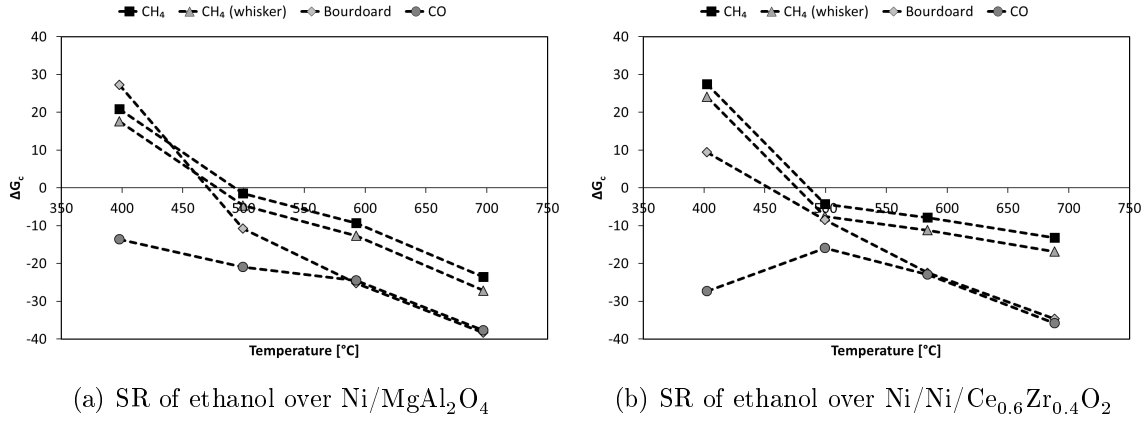 CH₄ CH₄ (whisker) Bourdoard CO
40
30
20
10
0
-10
-20
-30
-40
350 400 450 500 550 600 650 700 750
ΔG꜀
Temperature [°C]
(a) SR of ethanol over Ni/MgAl₂O₄
CH₄ CH₄ (whisker) Bourdoard CO
40
30
20
10
0
-10
-20
-30
-40
350 400 450 500 550 600 650 700 750
ΔG꜀
Temperature [°C]
(b) SR of ethanol over Ni/Ni/Ce₀.₆Zr₀.₄O₂